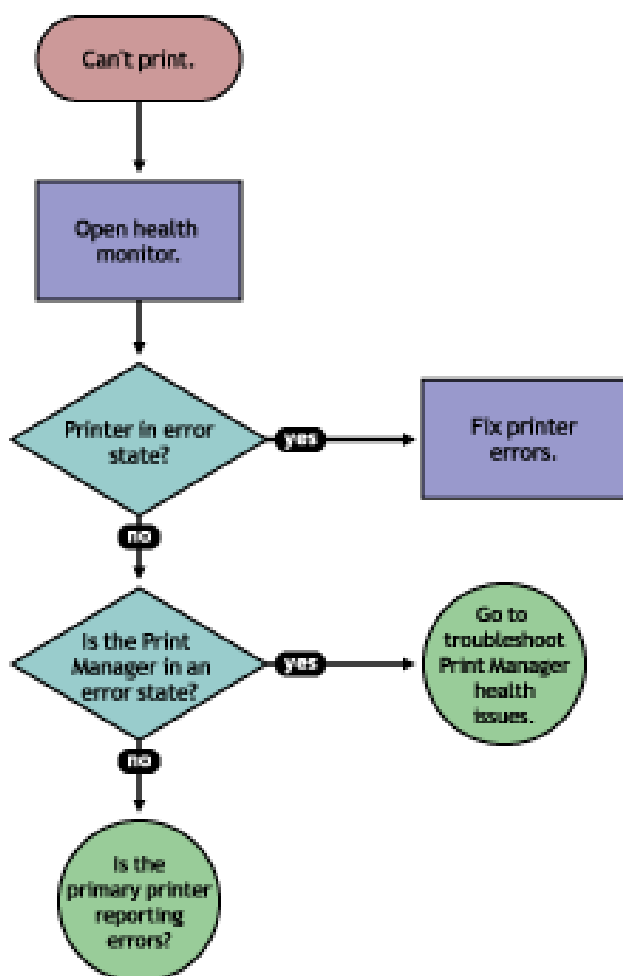 Can't print.
Open health
monitor.
Printer in error
state?
yes
Fix printer
errors.
no
Is the Print
Manager in an
error state?
yes
Go to
troubleshoot
Print Manager
health
issues.
no
Is the
primary printer
reporting
errors?